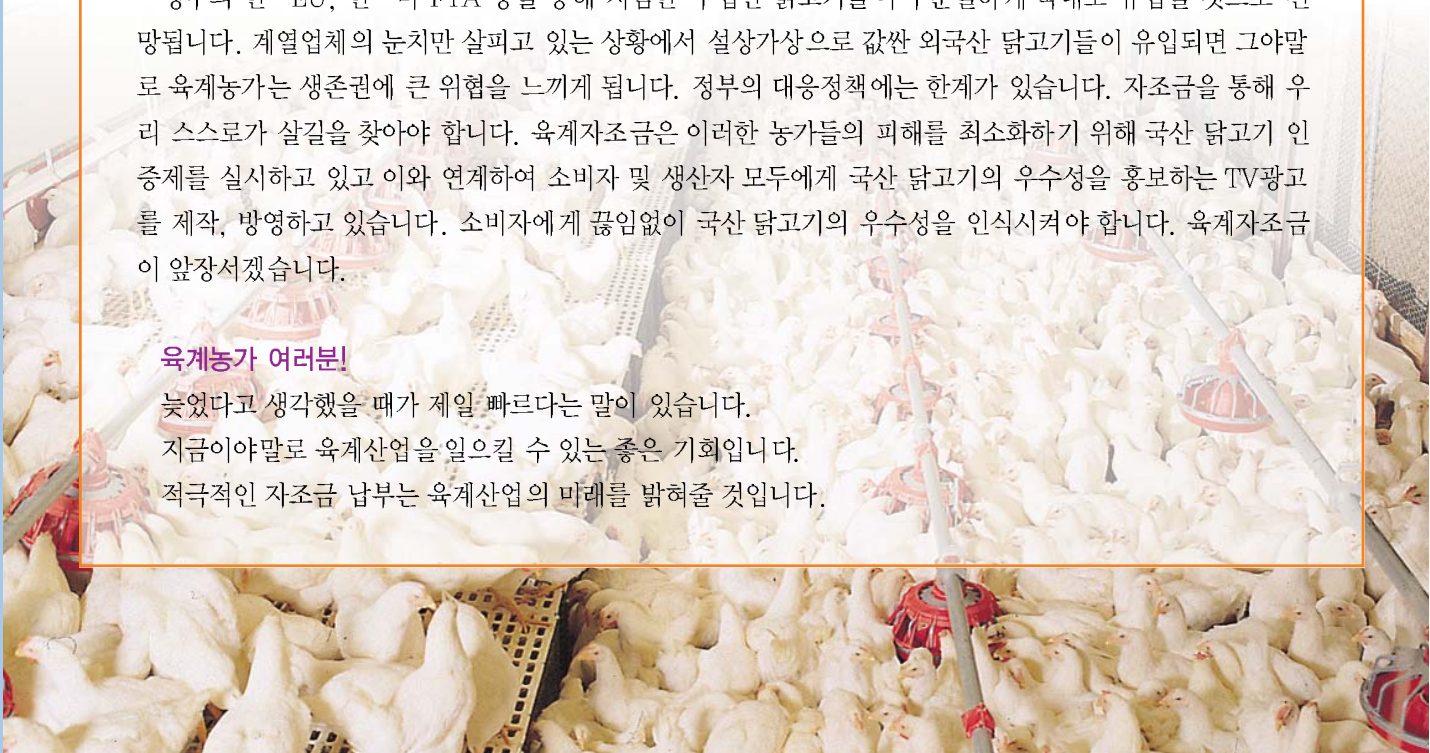 망됩니다. 계열업체의 눈치만 살피고 있는 상황에서 설상가상으로 값싼 외국산 닭고기들이 유입되면 그야말
로 육계농가는 생존권에 큰 위협을 느끼게 됩니다. 정부의 대응정책에는 한계가 있습니다. 자조금을 통해 우
리 스스로가 살길을 찾아야 합니다. 육계자조금은 이러한 농가들의 피해를 최소화하기 위해 국산 닭고기 인
증제를 실시하고 있고 이와 연계하여 소비자 및 생산자 모두에게 국산 닭고기의 우수성을 홍보하는 TV광고
를 제작, 방영하고 있습니다. 소비자에게 끊임없이 국산 닭고기의 우수성을 인식시켜야 합니다. 육계자조금
이 앞장서겠습니다.
육계농가 여러분!
늦었다고 생각했을 때가 제일 빠르다는 말이 있습니다.
지금이야말로 육계산업을 일으킬 수 있는 좋은 기회입니다.
적극적인 자조금 납부는 육계산업의 미래를 밝혀줄 것입니다.